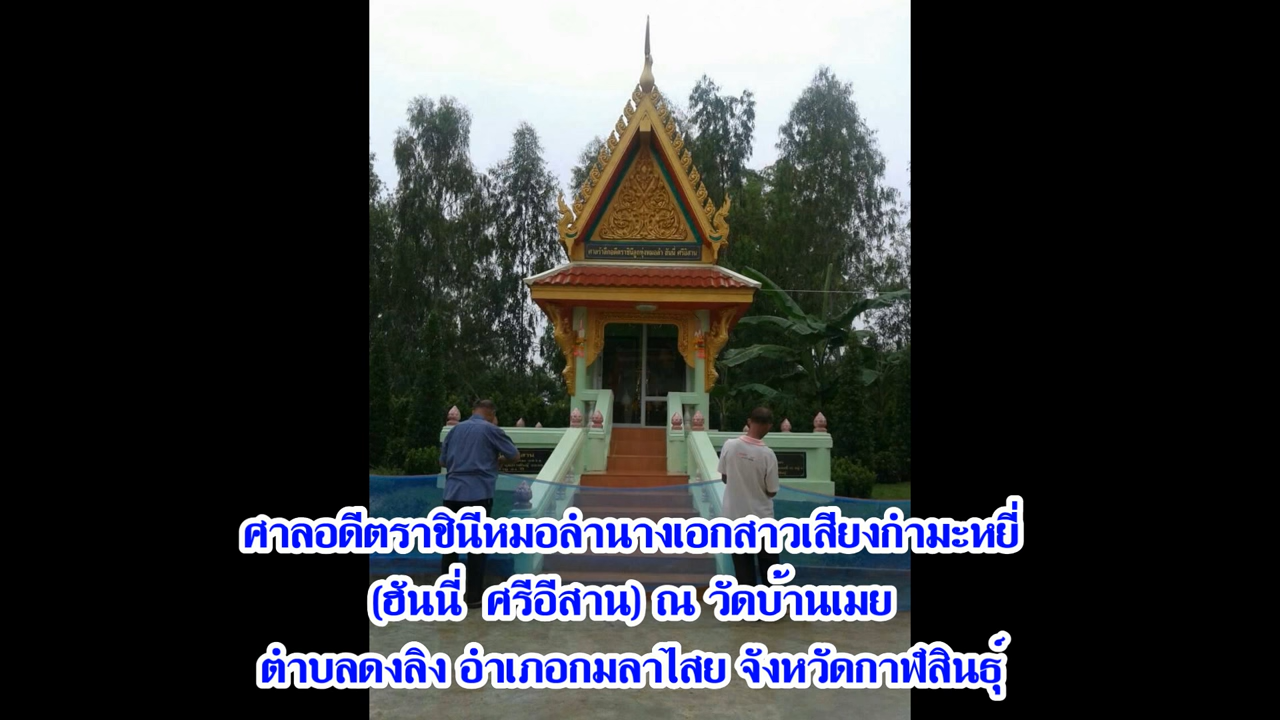 ศาลอดีตราชินีหมอลำนางเอกสาวเสียงกำมะหยี่
(ฮันนี่ ศรีอีสาน) ณ วัดบ้านเมย
ตำบลดงลิง อำเภอกมลาไสย จังหวัดกาฬสินธุ์